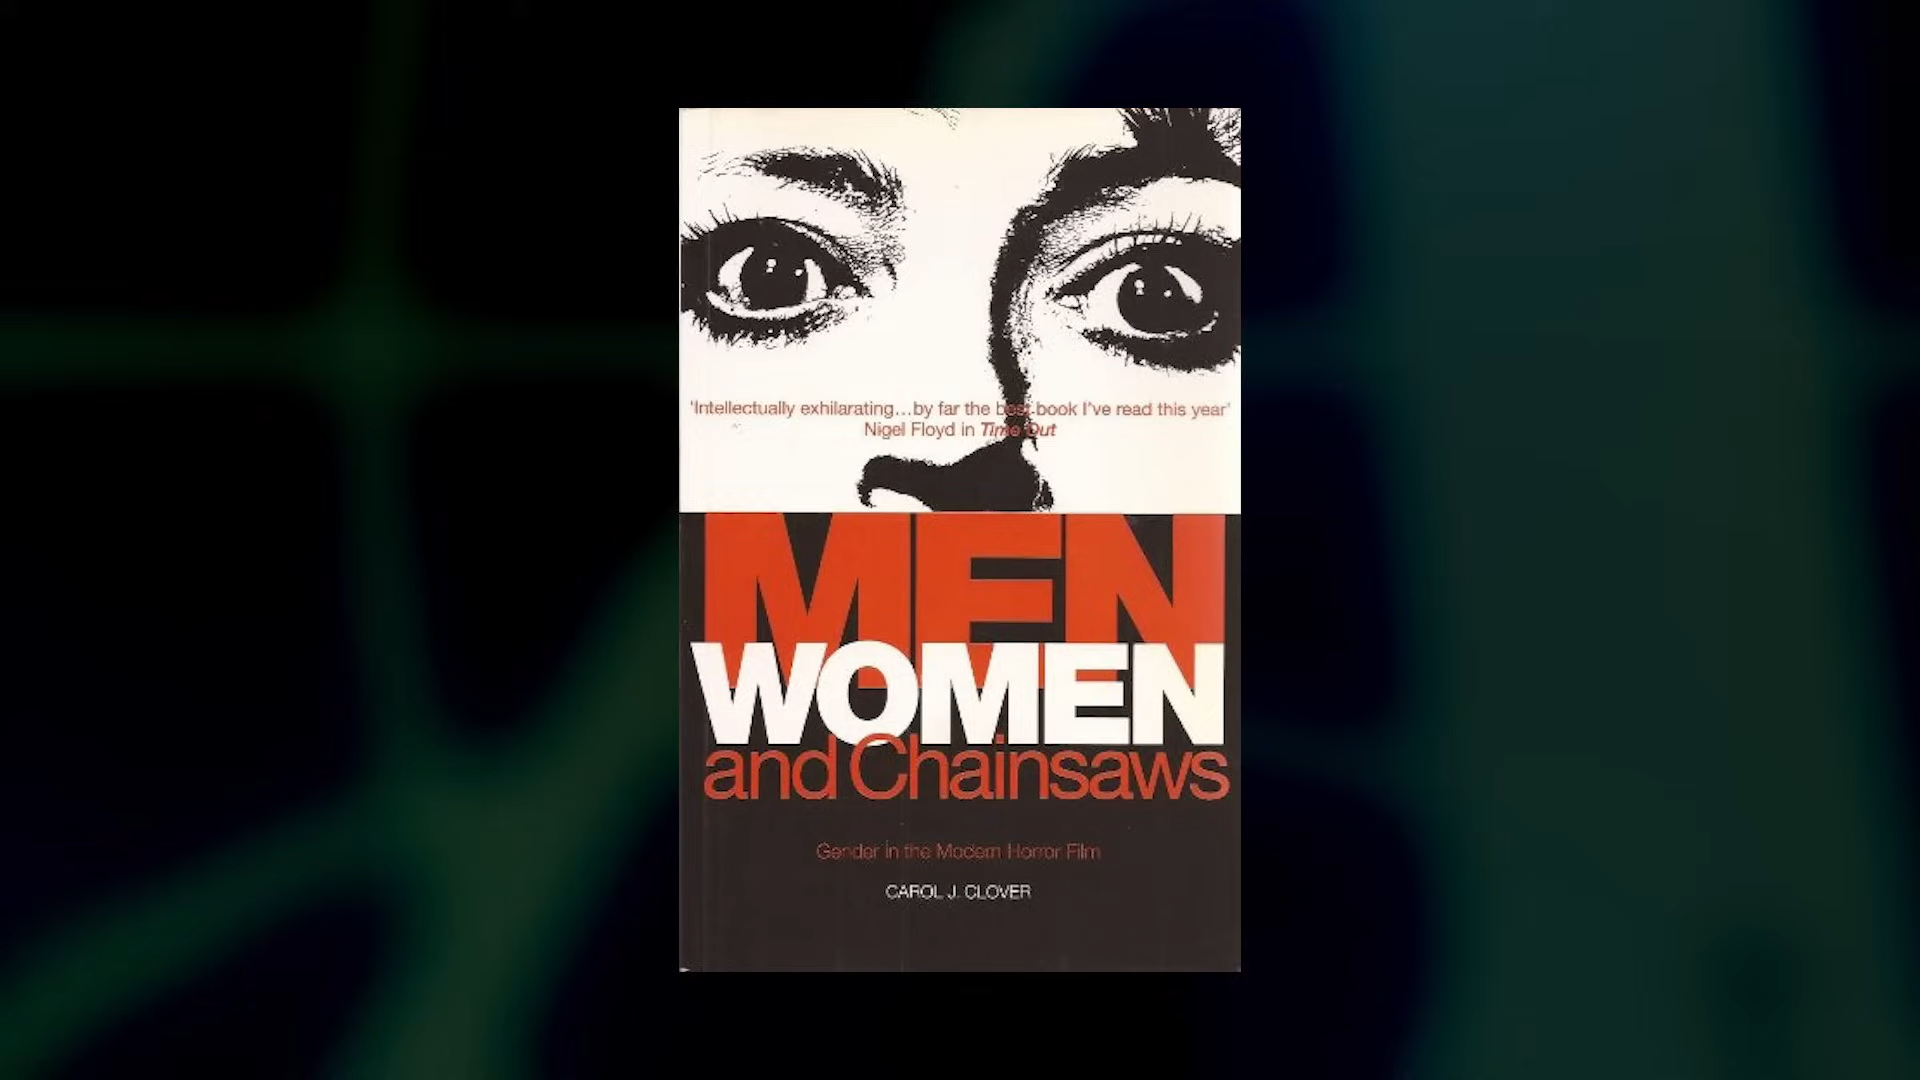 'Intellectually exhilarating...by far the best book I've read this year'
Nigel Floyd in Time Out
MEN
WOMEN
and Chainsaws
Gender in the Modern Horror Film
CAROL J. CLOVER